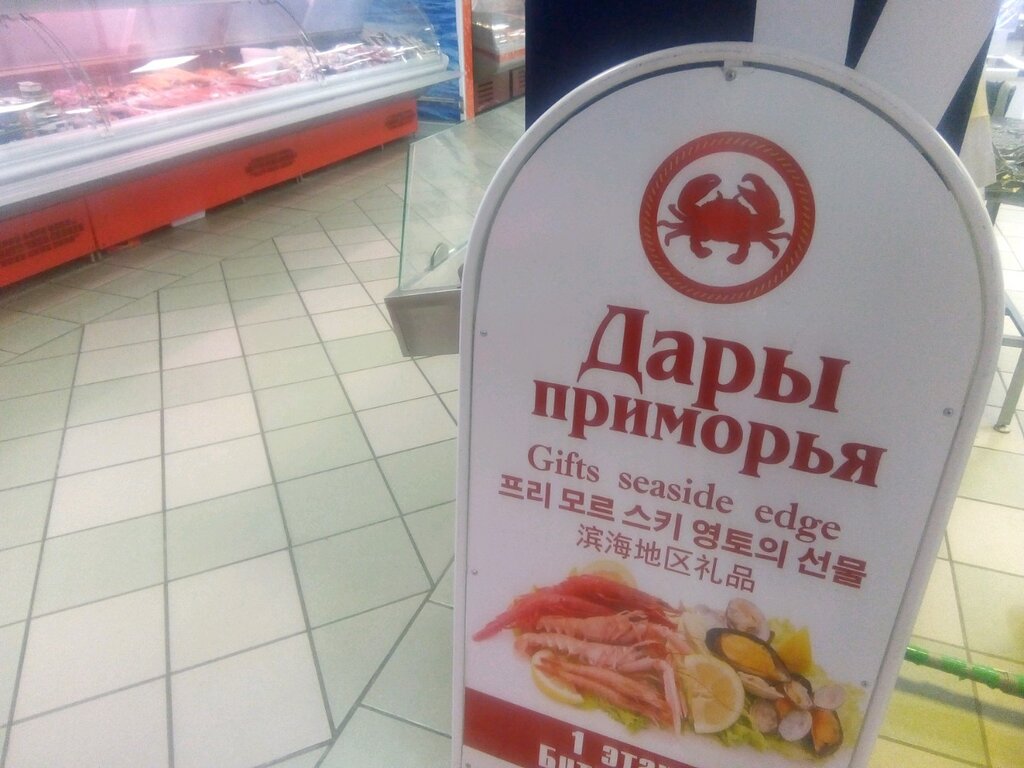 Дары
приморья
Gifts seaside edge
프리 모르 스키 영토의 선물
滨海地区礼品
1